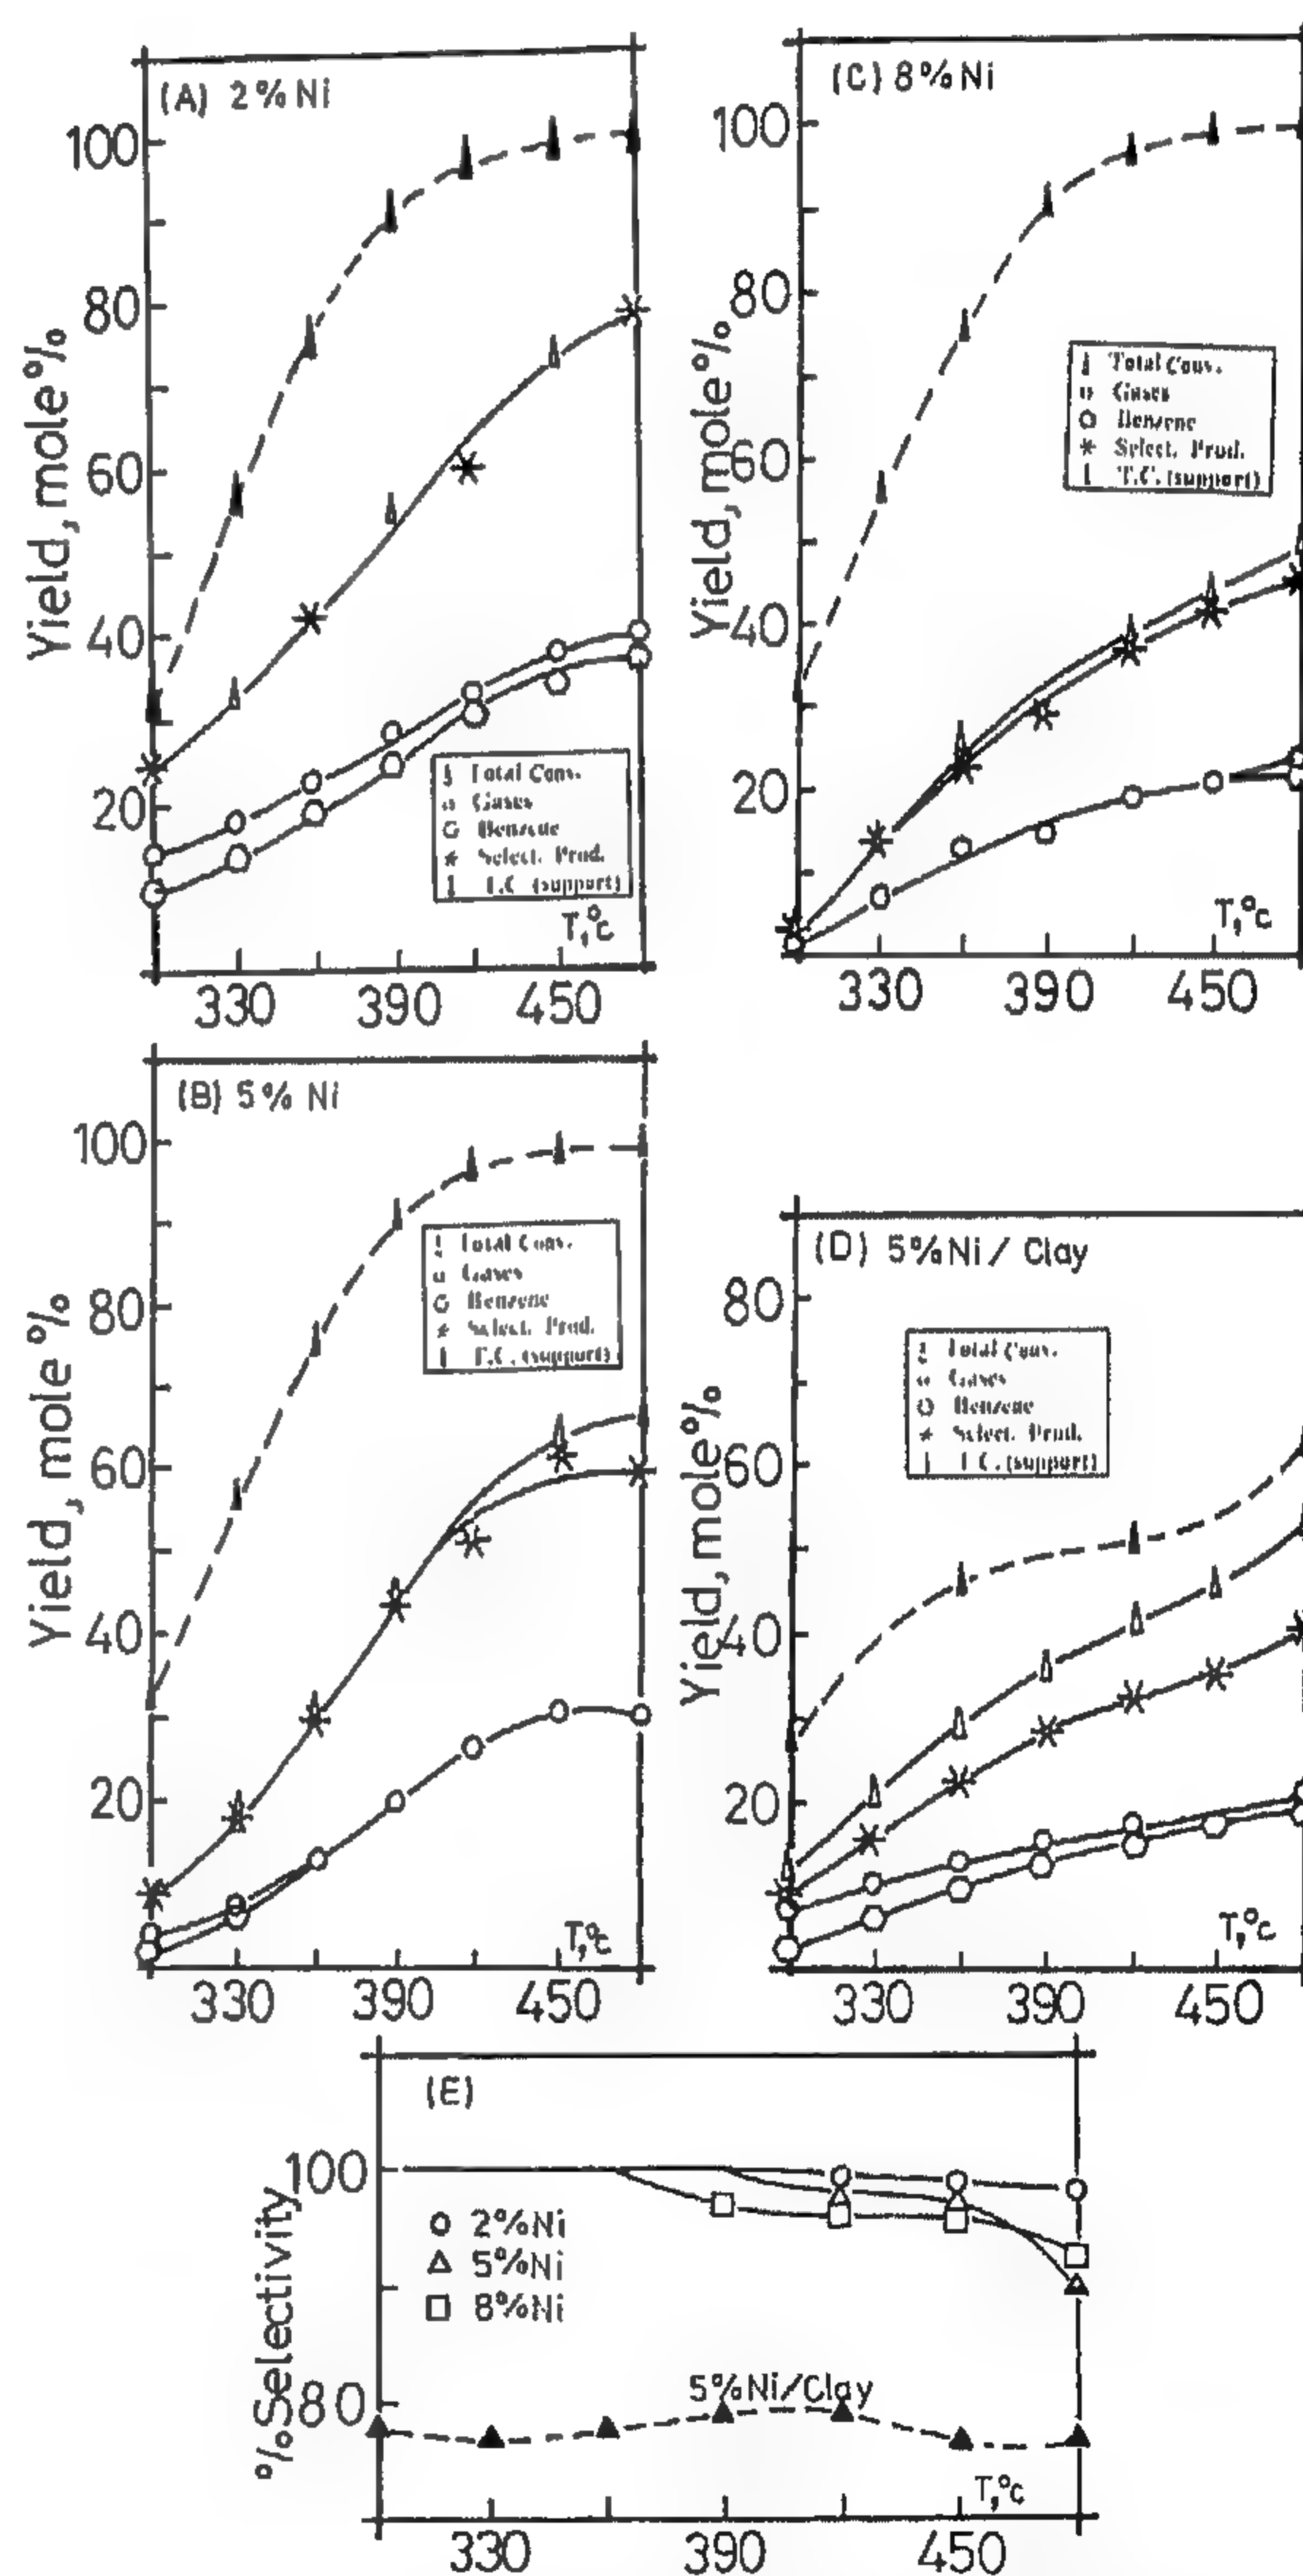 (A) 2% Ni
100
80
60
40
20
Yield, mole%
Total Conv.
Gases
Benzene
Select. Prod.
T.C. (support)
T,°c
330 390 450
(C) 8% Ni
100
80
60
40
20
Yield, mole%
Total Conv.
Gases
Benzene
Select. Prod.
T.C. (support)
T,°c
330 390 450
(B) 5% Ni
100
80
60
40
20
Yield, mole %
Total Conv.
Gases
Benzene
Select. Prod.
T.C. (support)
T,°c
330 390 450
(D) 5%Ni / Clay
80
60
40
20
Yield, mole%
Total Conv.
Gases
Benzene
Select. Prod.
T.C. (support)
T,°c
330 390 450
(E)
100
80
% Selectivity
2%Ni
5%Ni
8%Ni
5%Ni/Clay
T,°c
330 390 450